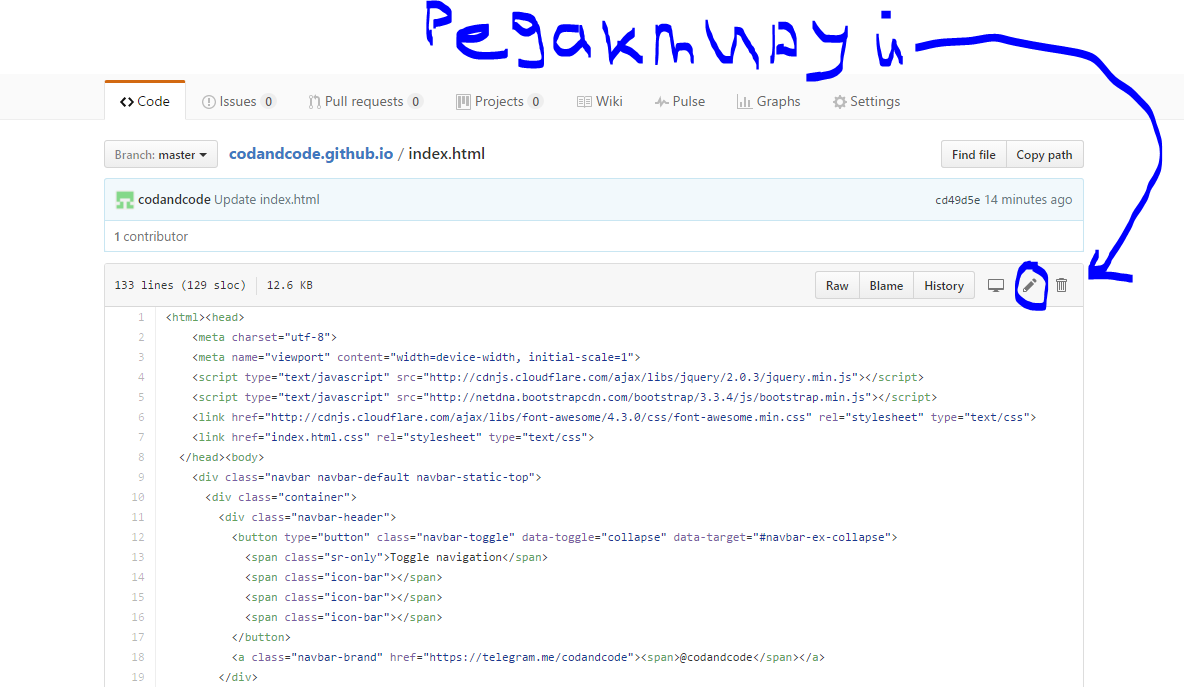 Редактируй
Code Issues 0 Pull requests 0 Projects 0 Wiki Pulse Graphs Settings
Branch: master codandcode.github.io / index.html Find file Copy path
codandcode Update index.html cd49d5e 14 minutes ago
1 contributor
133 lines (129 sloc) 12.6 KB Raw Blame History
1 <html><head>
2 <meta charset="utf-8">
3 <meta name="viewport" content="width=device-width, initial-scale=1">
4 <script type="text/javascript" src="http://cdnjs.cloudflare.com/ajax/libs/jquery/2.0.3/jquery.min.js"></script>
5 <script type="text/javascript" src="http://netdna.bootstrapcdn.com/bootstrap/3.3.4/js/bootstrap.min.js"></script>
6 <link href="http://cdnjs.cloudflare.com/ajax/libs/font-awesome/4.3.0/css/font-awesome.min.css" rel="stylesheet" type="text/css">
7 <link href="index.html.css" rel="stylesheet" type="text/css">
8 </head><body>
9 <div class="navbar navbar-default navbar-static-top">
10 <div class="container">
11 <div class="navbar-header">
12 <button type="button" class="navbar-toggle" data-toggle="collapse" data-target="#navbar-ex-collapse">
13 <span class="sr-only">Toggle navigation</span>
14 <span class="icon-bar"></span>
15 <span class="icon-bar"></span>
16 <span class="icon-bar"></span>
17 </button>
18 <a class="navbar-brand" href="https://telegram.me/codandcode"><span>@codandcode</span></a>
19 </div>